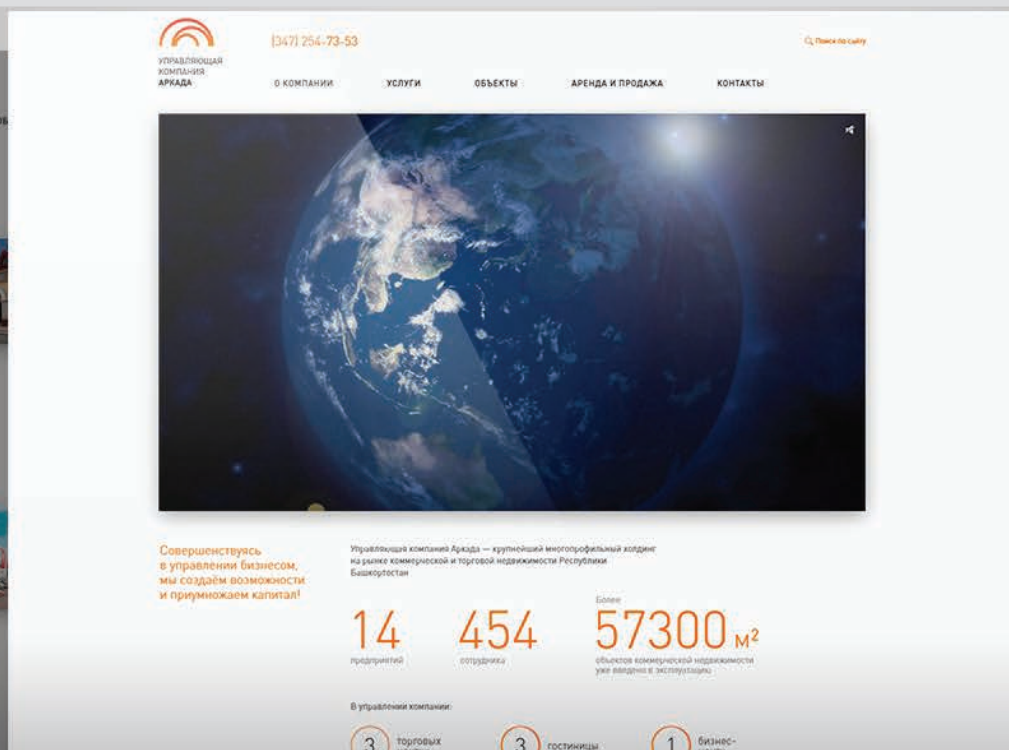 (347) 254-73-53
Поиск по сайту
УПРАВЛЯЮЩАЯ
КОМПАНИЯ
АРКАДА
О КОМПАНИИ
УСЛУГИ
ОБЪЕКТЫ
АРЕНДА И ПРОДАЖА
КОНТАКТЫ
Совершенствуясь
в управлении бизнесом,
мы создаём возможности
и приумножаем капитал!
Управляющая компания Аркада — крупнейший многопрофильный холдинг
на рынке коммерческой и торговой недвижимости Республики
Башкортостан
14
предприятий
454
сотрудника
Более
57300 м²
объектов коммерческой недвижимости
уже введено в эксплуатацию
В управлении компании:
3
торговых
3
гостиницы
1
бизнес-